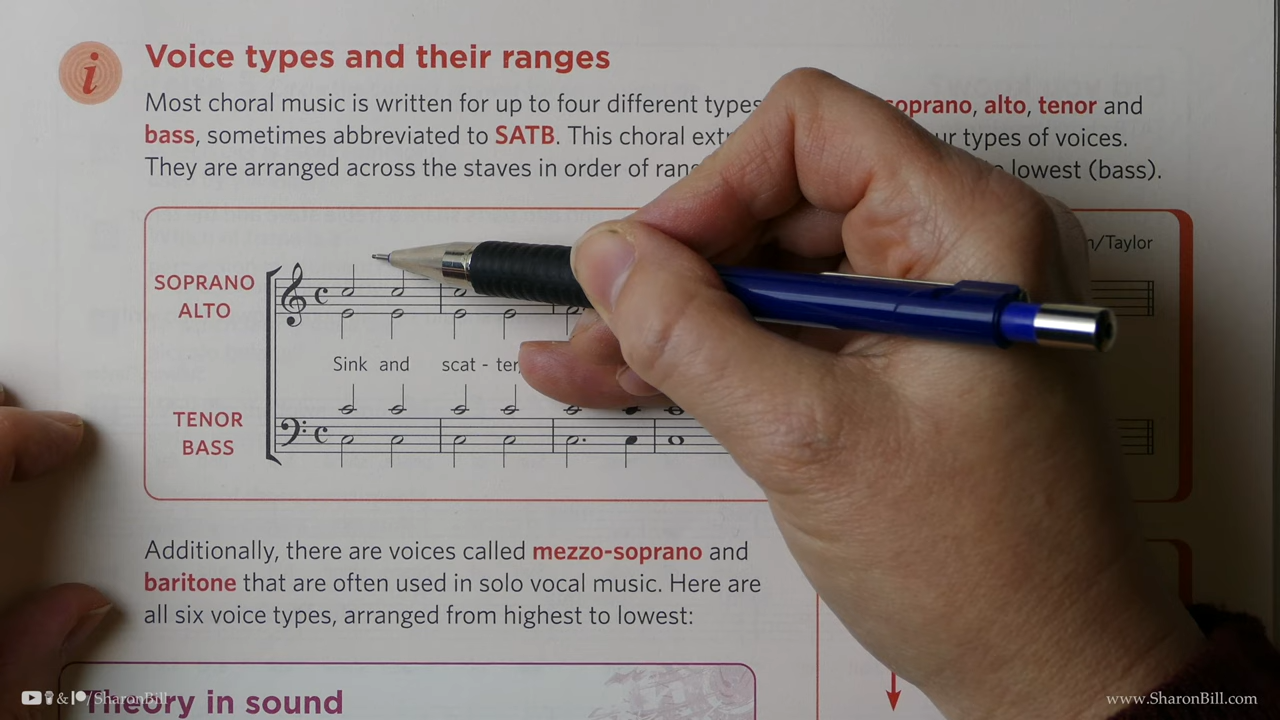 Voice types and their ranges
Most choral music is written for up to four different types soprano, alto, tenor and
bass, sometimes abbreviated to SATB. This choral types of voices.
They are arranged across the staves in order of lowest (bass).
SOPRANO
ALTO
Sink and scat - ter,
TENOR
BASS
Additionally, there are voices called mezzo-soprano and
baritone that are often used in solo vocal music. Here are
all six voice types, arranged from highest to lowest:
Theory in sound
& /SharonBill
www.SharonBill.com